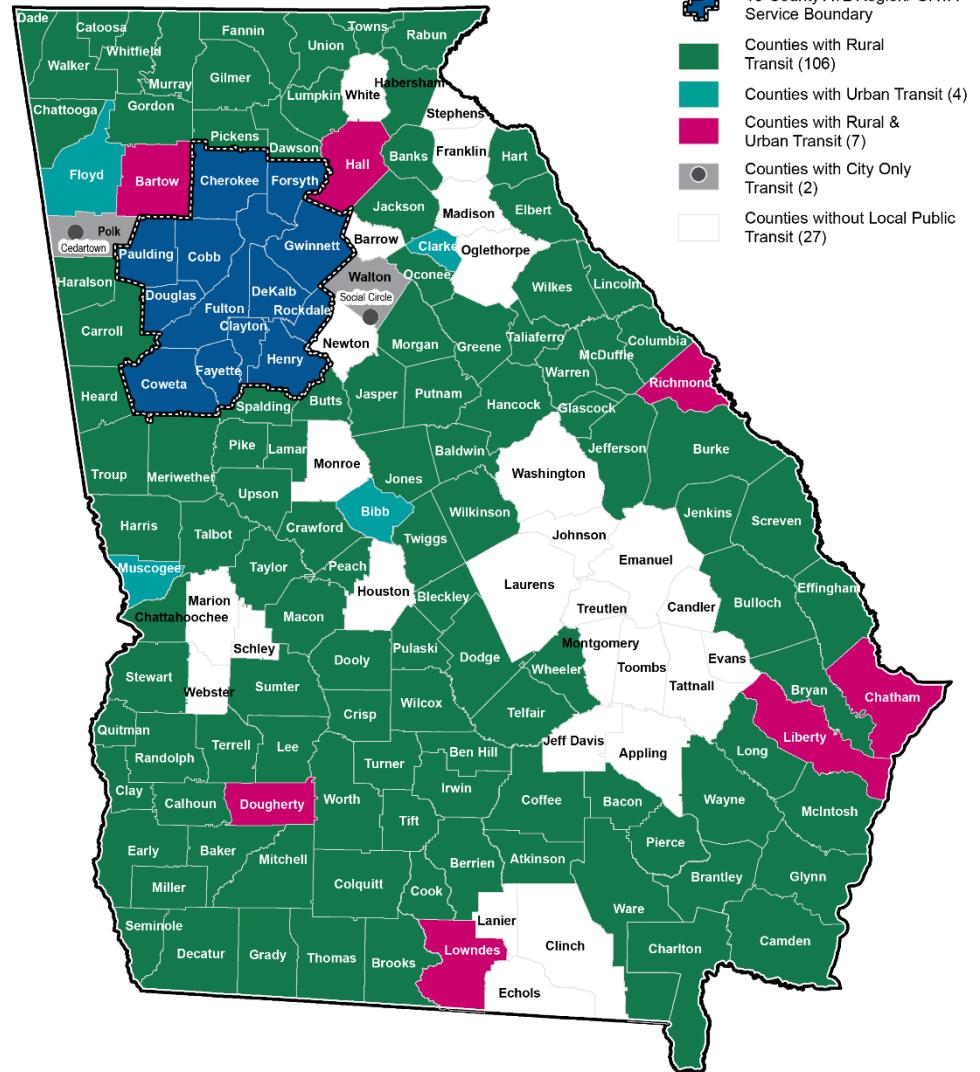 Service Boundary
Counties with Rural
Transit (106)
Counties with Urban Transit (4)
Counties with Rural &
Urban Transit (7)
Counties with City Only
Transit (2)
Counties without Local Public
Transit (27)
Dade
Catoosa
Whitfield
Walker
Murray
Fannin
Union
Towns
Rabun
Gilmer
Lumpkin
White
Habersham
Stephens
Chattooga
Gordon
Pickens
Dawson
Hall
Banks
Franklin
Hart
Floyd
Bartow
Cherokee
Forsyth
Jackson
Madison
Elbert
Polk
Cedartown
Paulding
Cobb
Gwinnett
Barrow
Clarke
Oglethorpe
Haralson
Douglas
Fulton
DeKalb
Rockdale
Clayton
Walton
Social Circle
Oconee
Wilkes
Lincoln
Carroll
Coweta
Fayette
Henry
Newton
Morgan
Greene
Taliaferro
McDuffie
Columbia
Warren
Richmond
Heard
Spalding
Butts
Jasper
Putnam
Hancock
Glascock
Jefferson
Burke
Troup
Meriwether
Pike
Lamar
Monroe
Jones
Baldwin
Washington
Upson
Bibb
Wilkinson
Jenkins
Screven
Harris
Talbot
Crawford
Twiggs
Johnson
Emanuel
Muscogee
Taylor
Peach
Houston
Bleckley
Laurens
Treutlen
Candler
Bulloch
Effingham
Marion
Chattahoochee
Macon
Schley
Webster
Stewart
Sumter
Dooly
Pulaski
Dodge
Wheeler
Montgomery
Toombs
Evans
Tattnall
Bryan
Chatham
Liberty
Crisp
Wilcox
Telfair
Quitman
Randolph
Terrell
Lee
Turner
Ben Hill
Jeff Davis
Appling
Long
Clay
Calhoun
Dougherty
Worth
Irwin
Coffee
Bacon
Wayne
McIntosh
Tift
Pierce
Early
Baker
Mitchell
Berrien
Atkinson
Brantley
Glynn
Miller
Colquitt
Cook
Ware
Lanier
Clinch
Seminole
Decatur
Grady
Thomas
Brooks
Lowndes
Echols
Charlton
Camden